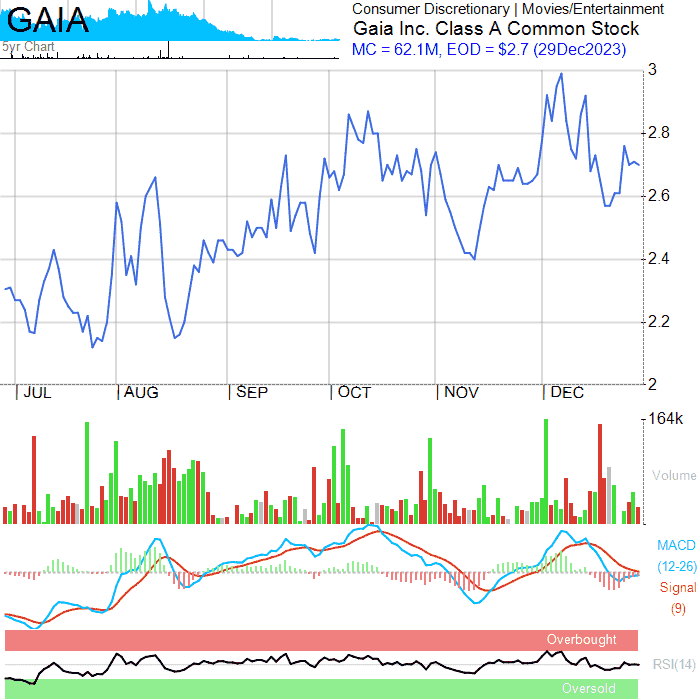 GAIA
5yr Chart
Consumer Discretionary | Movies/Entertainment
Gaia Inc. Class A Common Stock
MC = 62.1M, EOD = $2.7 (29Dec2023)
3
2.8
2.6
2.4
2.2
2
| JUL | AUG | SEP | OCT | NOV | DEC
164k
Volume
MACD
(12-26)
Signal
(9)
Overbought
RSI(14)
Oversold